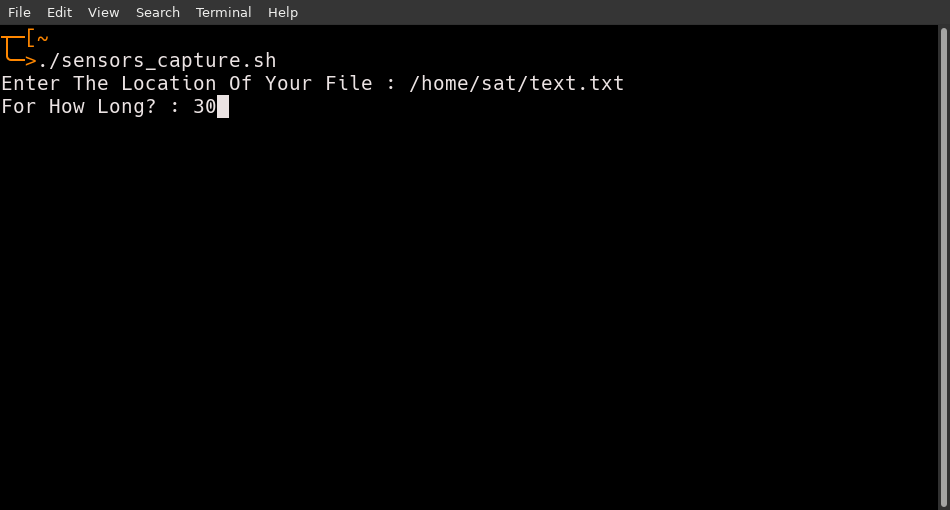 File Edit View Search Terminal Help
┬─[~
╰─>./sensors_capture.sh
Enter The Location Of Your File : /home/sat/text.txt
For How Long? : 30